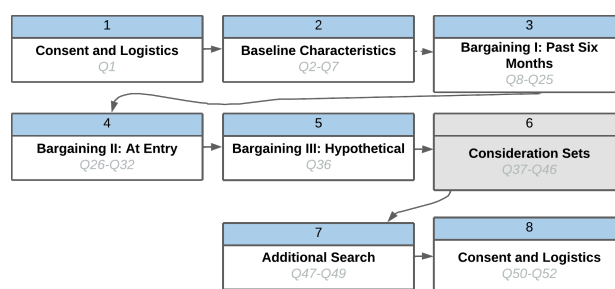 1
Consent and Logistics
Q1
2
Baseline Characteristics
Q2-Q7
3
Bargaining I: Past Six
Months
Q8-Q25
4
Bargaining II: At Entry
Q26-Q32
5
Bargaining III: Hypothetical
Q36
6
Consideration Sets
Q37-Q46
7
Additional Search
Q47-Q49
8
Consent and Logistics
Q50-Q52